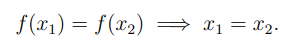 f(x₁) = f(x₂) ⟹ x₁ = x₂.